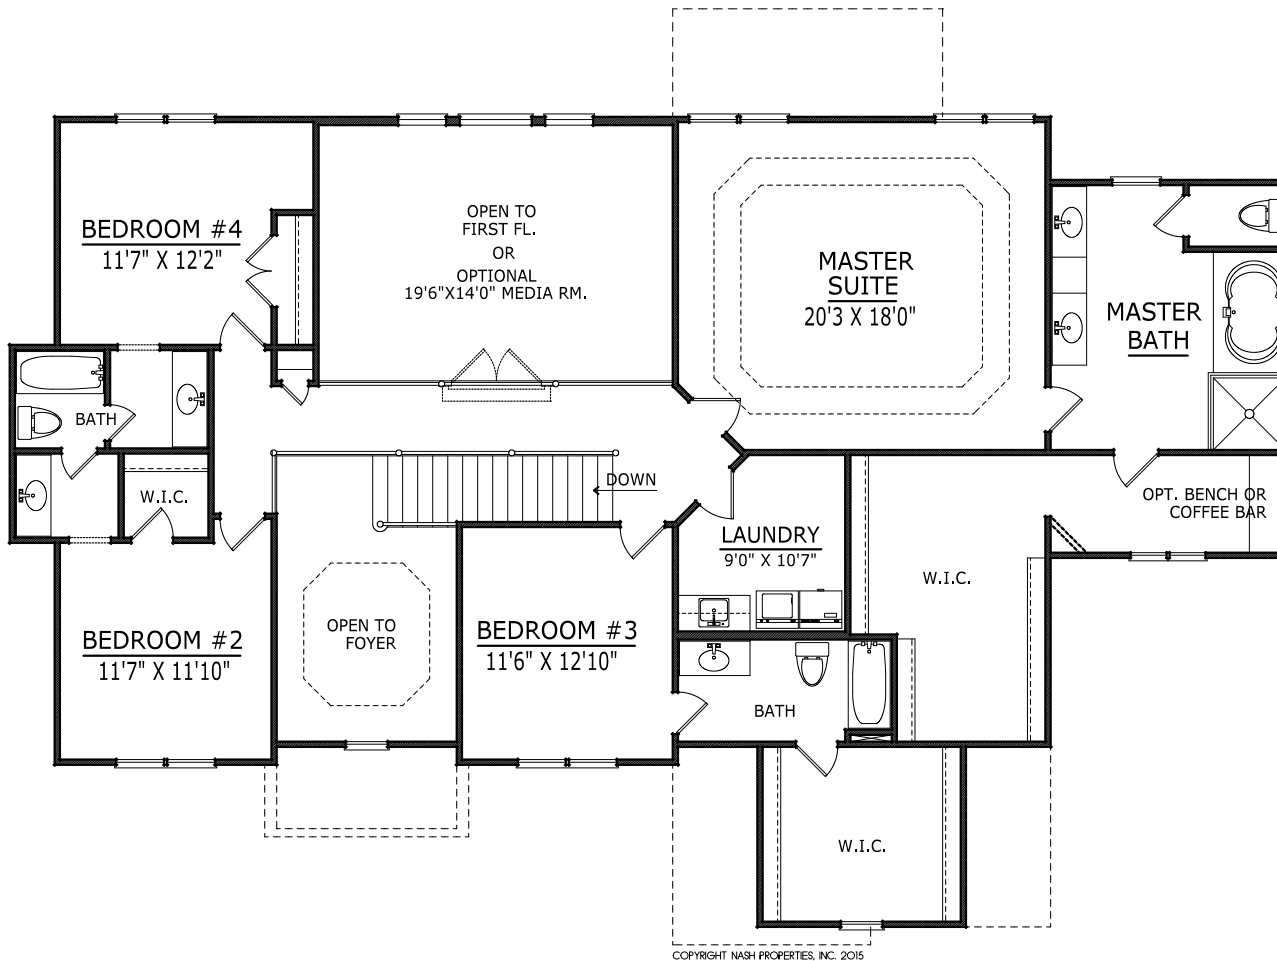 BEDROOM #4
11'7" X 12'2"
OPEN TO
FIRST FL.
OR
OPTIONAL
19'6"X14'0" MEDIA RM.
MASTER
SUITE
20'3 X 18'0"
MASTER
BATH
BATH
W.I.C.
DOWN
OPT. BENCH OR
COFFEE BAR
LAUNDRY
9'0" X 10'7"
W.I.C.
BEDROOM #2
11'7" X 11'10"
OPEN TO
FOYER
BEDROOM #3
11'6" X 12'10"
BATH
W.I.C.
COPYRIGHT NASH PROPERTIES, INC. 2015